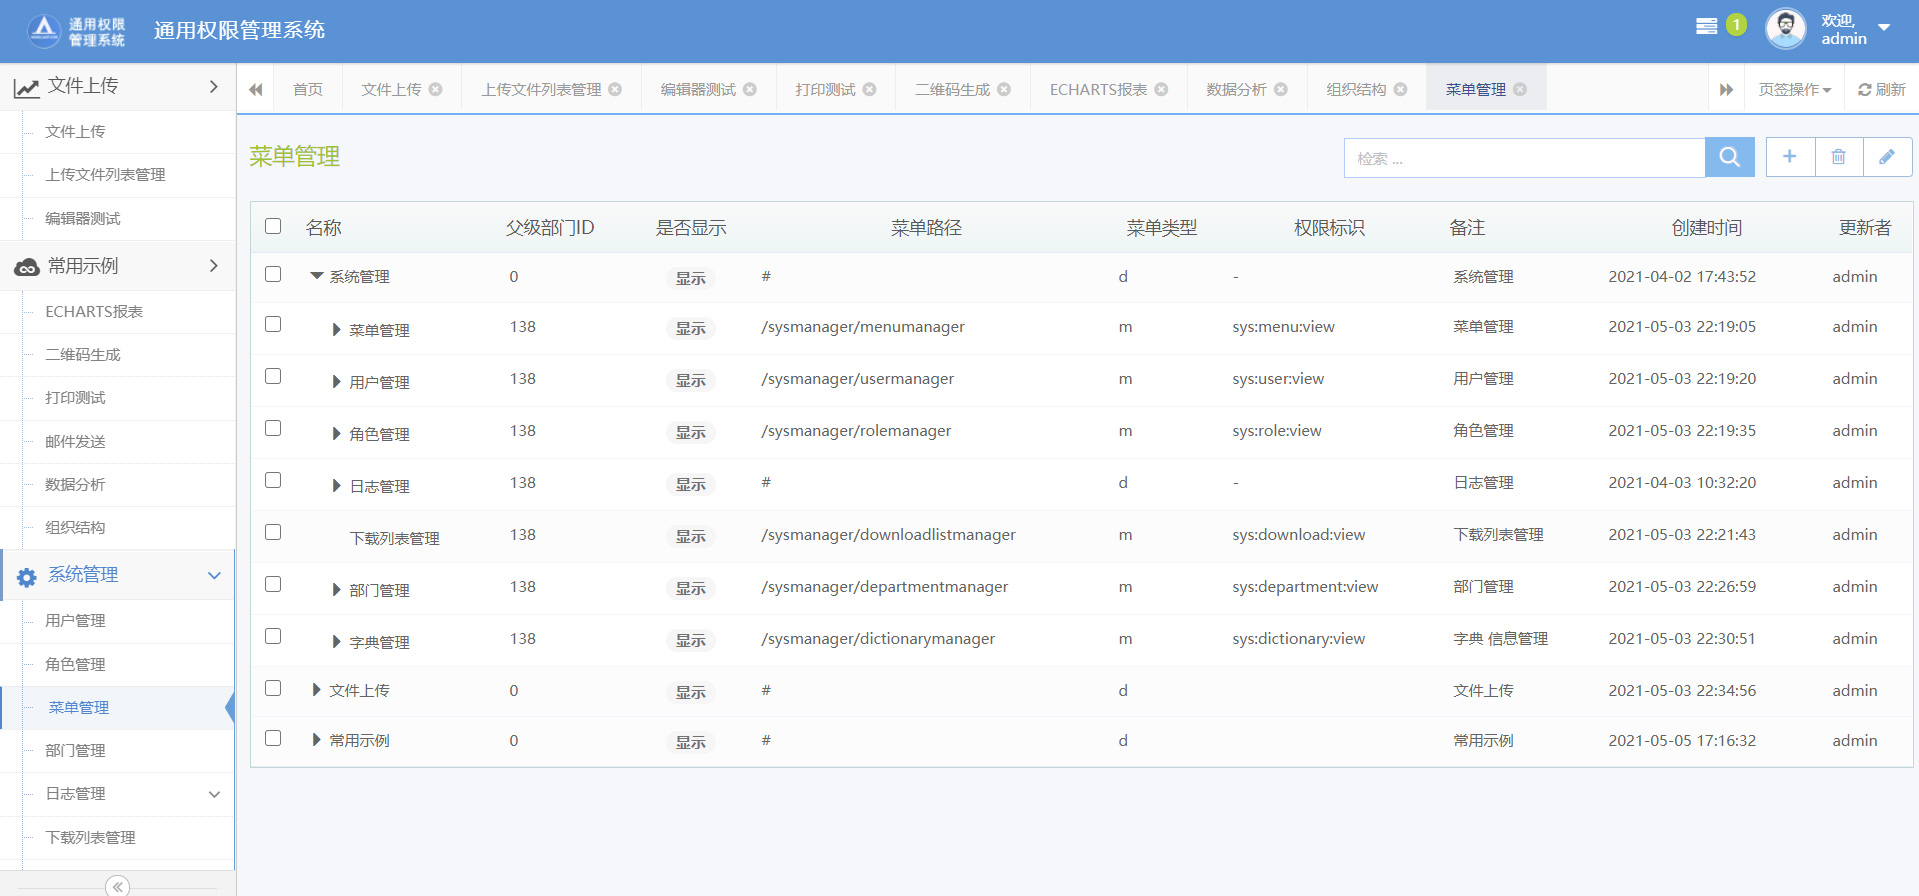 通用权限
管理系统
通用权限管理系统
1
欢迎,
admin
文件上传
文件上传
上传文件列表管理
编辑器测试
常用示例
ECHARTS报表
二维码生成
打印测试
邮件发送
数据分析
组织结构
系统管理
用户管理
角色管理
菜单管理
部门管理
日志管理
下载列表管理
首页 文件上传 上传文件列表管理 编辑器测试 打印测试 二维码生成 ECHARTS报表 数据分析 组织结构 菜单管理 页签操作 刷新
菜单管理
检索 ...
名称 父级部门ID 是否显示 菜单路径 菜单类型 权限标识 备注 创建时间 更新者
系统管理 0 显示 # d - 系统管理 2021-04-02 17:43:52 admin
菜单管理 138 显示 /sysmanager/menumanager m sys:menu:view 菜单管理 2021-05-03 22:19:05 admin
用户管理 138 显示 /sysmanager/usermanager m sys:user:view 用户管理 2021-05-03 22:19:20 admin
角色管理 138 显示 /sysmanager/rolemanager m sys:role:view 角色管理 2021-05-03 22:19:35 admin
日志管理 138 显示 # d - 日志管理 2021-04-03 10:32:20 admin
下载列表管理 138 显示 /sysmanager/downloadlistmanager m sys:download:view 下载列表管理 2021-05-03 22:21:43 admin
部门管理 138 显示 /sysmanager/departmentmanager m sys:department:view 部门管理 2021-05-03 22:26:59 admin
字典管理 138 显示 /sysmanager/dictionarymanager m sys:dictionary:view 字典 信息管理 2021-05-03 22:30:51 admin
文件上传 0 显示 # d 文件上传 2021-05-03 22:34:56 admin
常用示例 0 显示 # d 常用示例 2021-05-05 17:16:32 admin